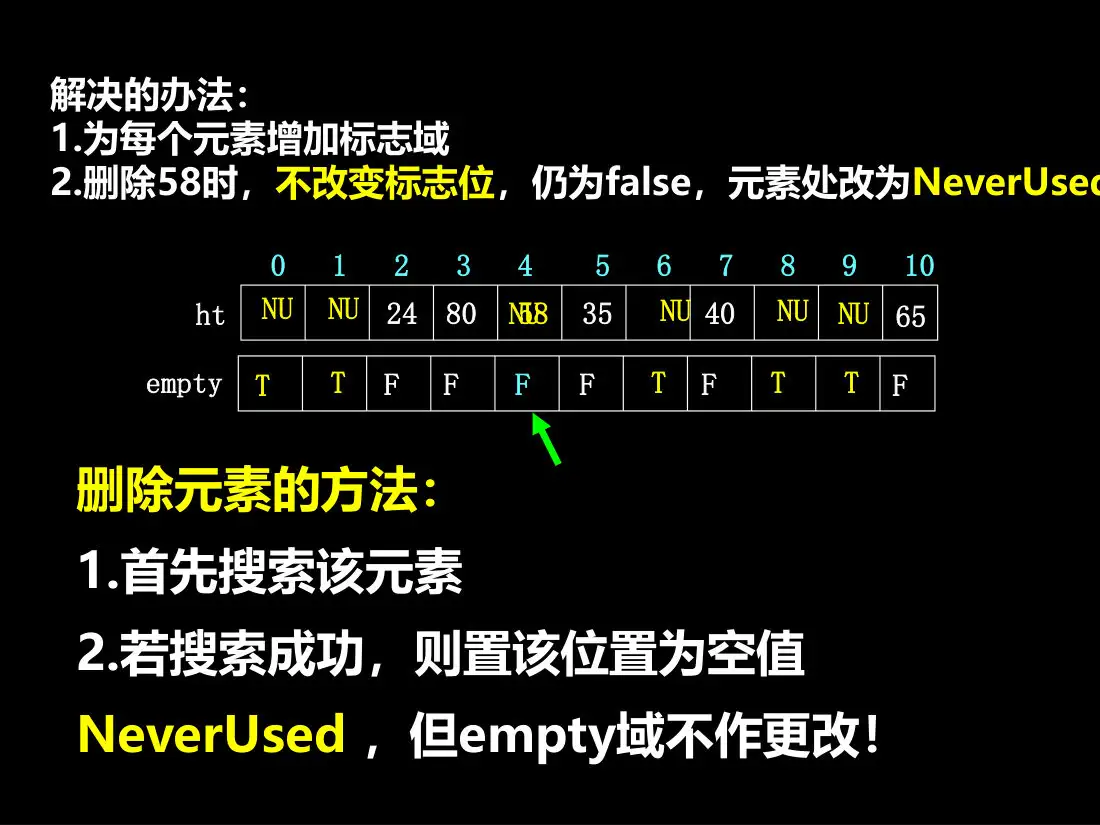 解决的办法：
1.为每个元素增加标志域
2.删除58时，不改变标志位，仍为false，元素处改为NeverUsed
0 1 2 3 4 5 6 7 8 9 10
ht NU NU 24 80 58 NU 35 NU 40 NU NU 65
empty T T F F F F T F T T F
删除元素的方法：
1.首先搜索该元素
2.若搜索成功，则置该位置为空值
NeverUsed ，但empty域不作更改！